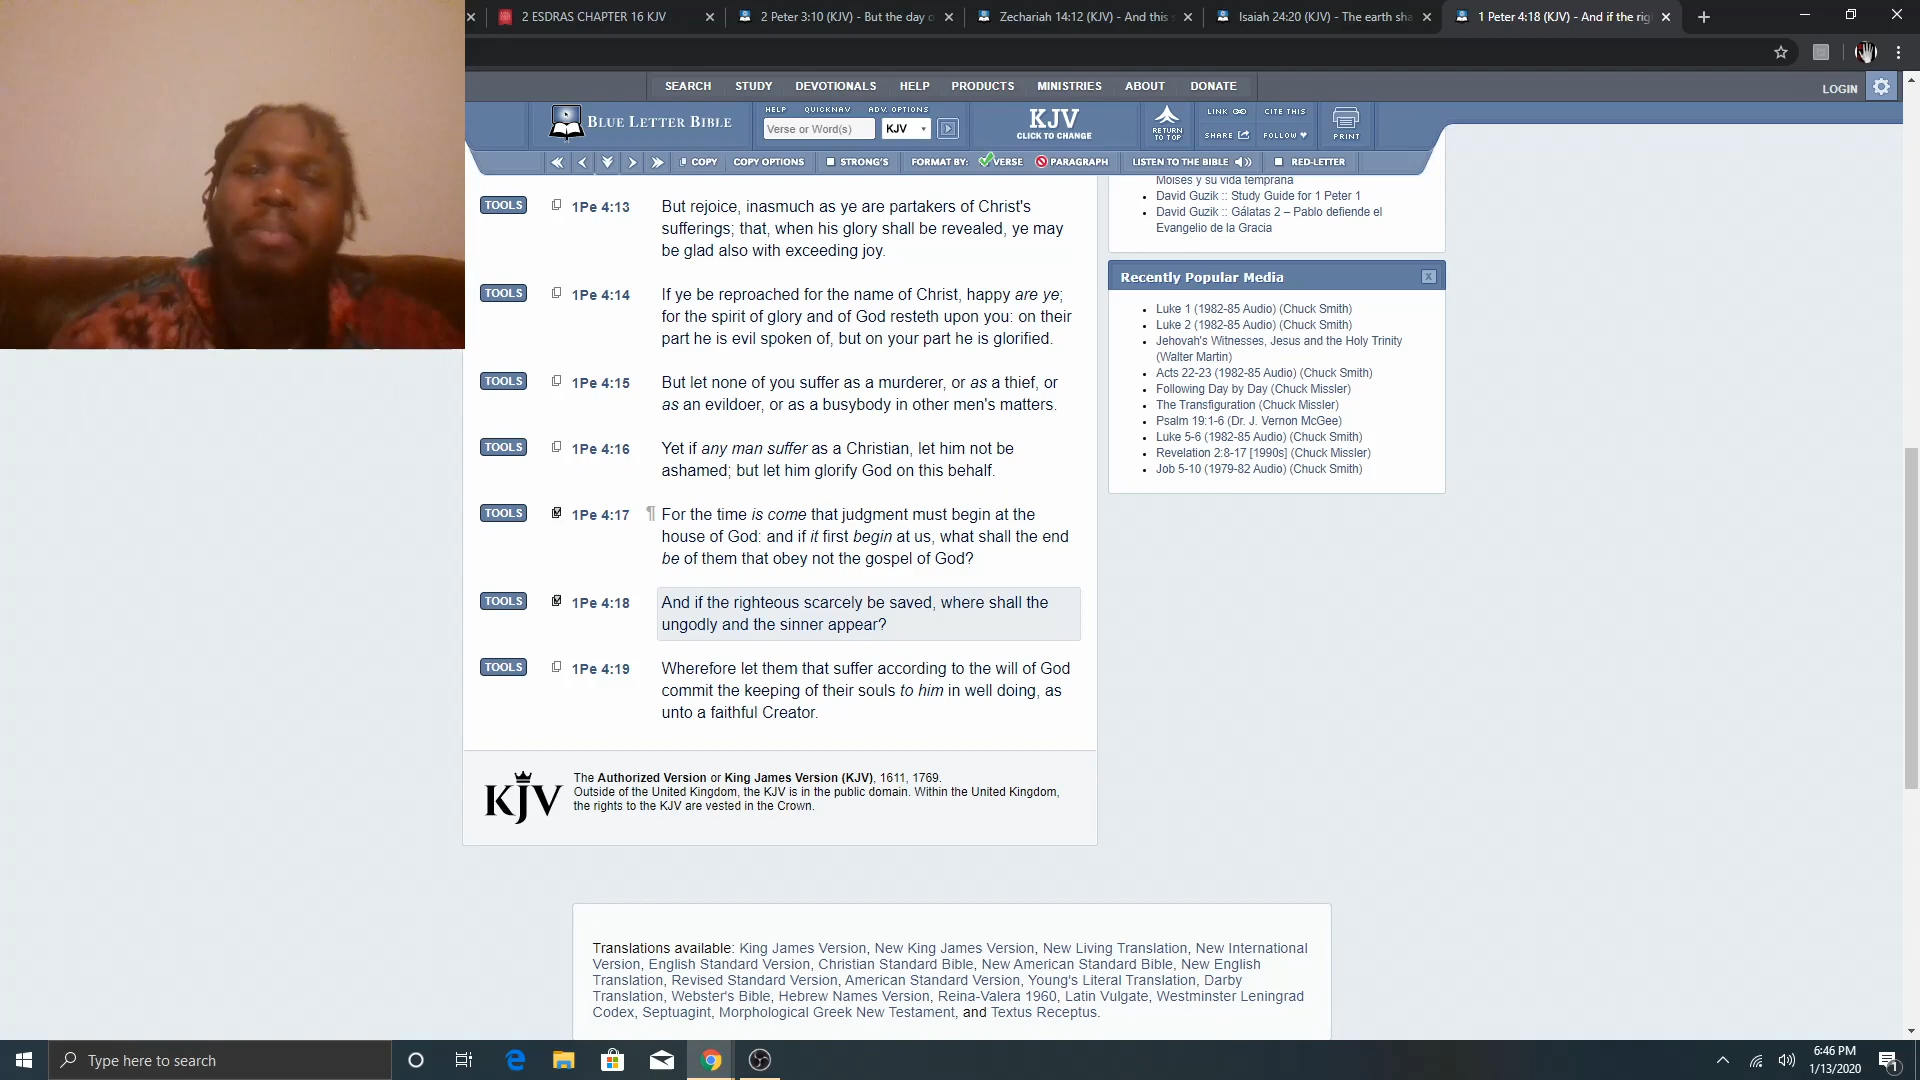 2 ESDRAS CHAPTER 16 KJV
2 Peter 3:10 (KJV) - But the day o
Zechariah 14:12 (KJV) - And this s
Isaiah 24:20 (KJV) - The earth sha
1 Peter 4:18 (KJV) - And if the rig
SEARCH STUDY DEVOTIONALS HELP PRODUCTS MINISTRIES ABOUT DONATE
LOGIN
BLUE LETTER BIBLE
HELP QUICKNAV ADV. OPTIONS
Verse or Word(s) KJV
KJV
CLICK TO CHANGE
RETURN
TO TOP
LINK CITE THIS
SHARE FOLLOW
PRINT
COPY COPY OPTIONS STRONG'S FORMAT BY: VERSE PARAGRAPH LISTEN TO THE BIBLE RED-LETTER
TOOLS 1Pe 4:13 But rejoice, inasmuch as ye are partakers of Christ's
sufferings; that, when his glory shall be revealed, ye may
be glad also with exceeding joy.
TOOLS 1Pe 4:14 If ye be reproached for the name of Christ, happy are ye;
for the spirit of glory and of God resteth upon you: on their
part he is evil spoken of, but on your part he is glorified.
TOOLS 1Pe 4:15 But let none of you suffer as a murderer, or as a thief, or
as an evildoer, or as a busybody in other men's matters.
TOOLS 1Pe 4:16 Yet if any man suffer as a Christian, let him not be
ashamed; but let him glorify God on this behalf.
TOOLS 1Pe 4:17 ¶ For the time is come that judgment must begin at the
house of God: and if it first begin at us, what shall the end
be of them that obey not the gospel of God?
TOOLS 1Pe 4:18 And if the righteous scarcely be saved, where shall the
ungodly and the sinner appear?
TOOLS 1Pe 4:19 Wherefore let them that suffer according to the will of God
commit the keeping of their souls to him in well doing, as
unto a faithful Creator.
KJV
The Authorized Version or King James Version (KJV), 1611, 1769.
Outside of the United Kingdom, the KJV is in the public domain. Within the United Kingdom,
the rights to the KJV are vested in the Crown.
Moisés y su vida temprana
David Guzik :: Study Guide for 1 Peter 1
David Guzik :: Gálatas 2 – Pablo defiende el
Evangelio de la Gracia
Recently Popular Media
x
Luke 1 (1982-85 Audio) (Chuck Smith)
Luke 2 (1982-85 Audio) (Chuck Smith)
Jehovah's Witnesses, Jesus and the Holy Trinity
(Walter Martin)
Acts 22-23 (1982-85 Audio) (Chuck Smith)
Following Day by Day (Chuck Missler)
The Transfiguration (Chuck Missler)
Psalm 19:1-6 (Dr. J. Vernon McGee)
Luke 5-6 (1982-85 Audio) (Chuck Smith)
Revelation 2:8-17 [1990s] (Chuck Missler)
Job 5-10 (1979-82 Audio) (Chuck Smith)
Translations available: King James Version, New King James Version, New Living Translation, New International
Version, English Standard Version, Christian Standard Bible, New American Standard Bible, New English
Translation, Revised Standard Version, American Standard Version, Young's Literal Translation, Darby
Translation, Webster's Bible, Hebrew Names Version, Reina-Valera 1960, Latin Vulgate, Westminster Leningrad
Codex, Septuagint, Morphological Greek New Testament, and Textus Receptus.
Type here to search
6:46 PM
1/13/2020
1